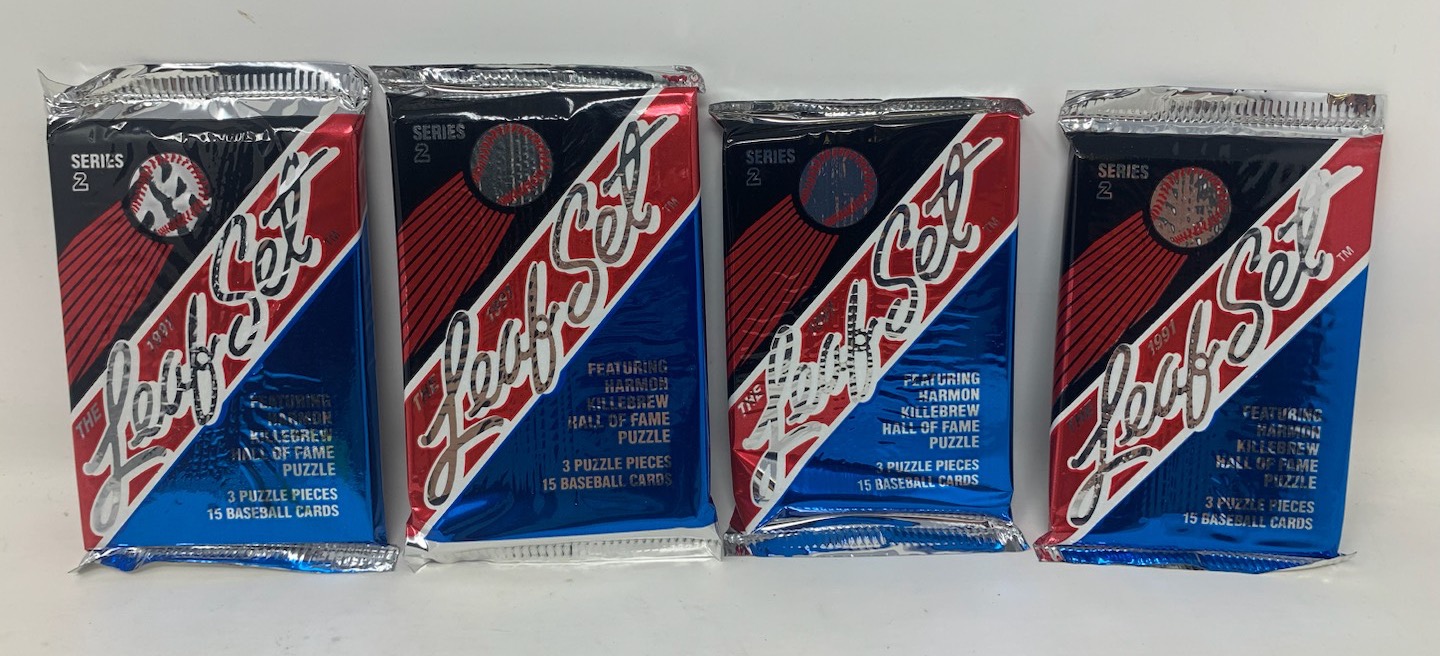 SERIES
2
THE
1991
Leaf Set
TM
FEATURING
HARMON
KILLEBREW
HALL OF FAME
PUZZLE
3 PUZZLE PIECES
15 BASEBALL CARDS
SERIES
2
THE
1991
Leaf Set
TM
FEATURING
HARMON
KILLEBREW
HALL OF FAME
PUZZLE
3 PUZZLE PIECES
15 BASEBALL CARDS
SERIES
2
THE
1991
Leaf Set
TM
FEATURING
HARMON
KILLEBREW
HALL OF FAME
PUZZLE
3 PUZZLE PIECES
15 BASEBALL CARDS
SERIES
2
THE
1991
Leaf Set
TM
FEATURING
HARMON
KILLEBREW
HALL OF FAME
PUZZLE
3 PUZZLE PIECES
15 BASEBALL CARDS